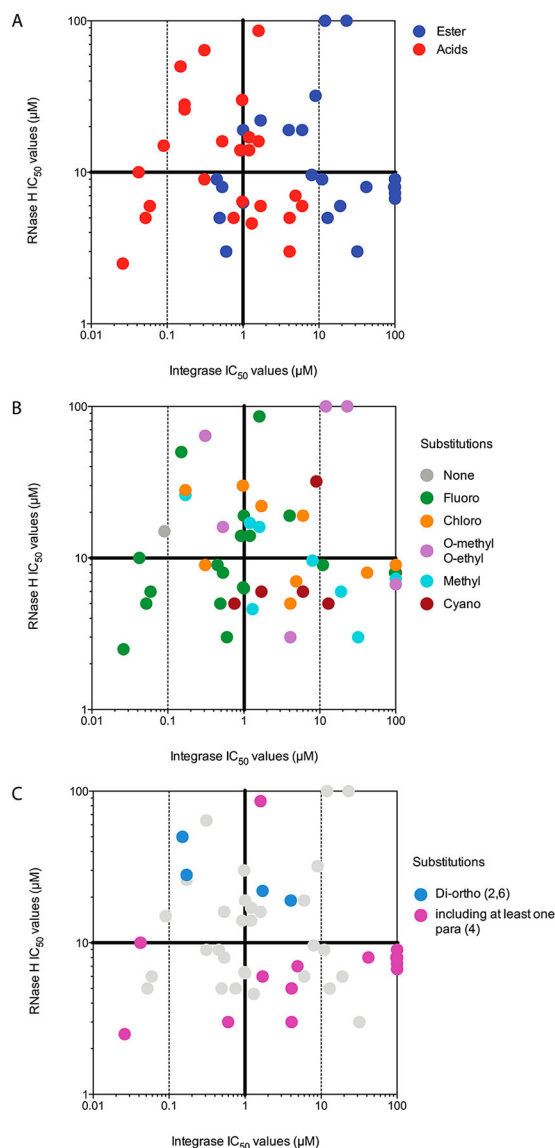 A
100
10
1
RNase H IC50 values (µM)
0.01
0.1
1
10
100
Integrase IC50 values (µM)
Ester
Acids
B
100
10
1
RNase H IC50 values (µM)
0.01
0.1
1
10
100
Integrase IC50 values (µM)
Substitutions
None
Fluoro
Chloro
O-methyl
O-ethyl
Methyl
Cyano
C
100
10
1
RNase H IC50 values (µM)
0.01
0.1
1
10
100
Integrase IC50 values (µM)
Substitutions
Di-ortho (2,6)
including at least one
para (4)